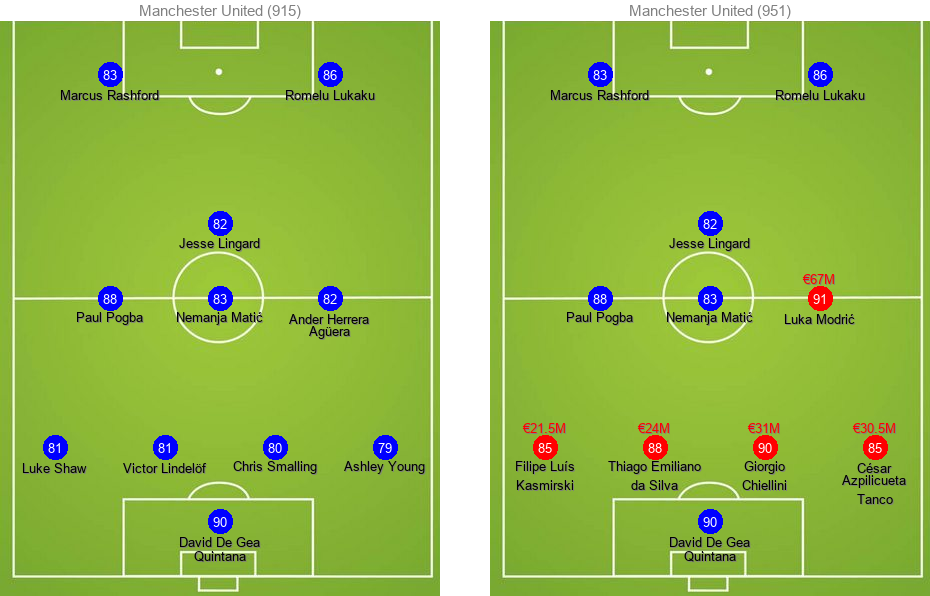 Manchester United (915)
83
Marcus Rashford
86
Romelu Lukaku
82
Jesse Lingard
88
Paul Pogba
83
Nemanja Matić
82
Ander Herrera
Agüera
81
Luke Shaw
81
Victor Lindelöf
80
Chris Smalling
79
Ashley Young
90
David De Gea
Quintana
Manchester United (951)
83
Marcus Rashford
86
Romelu Lukaku
82
Jesse Lingard
88
Paul Pogba
83
Nemanja Matić
€67M
91
Luka Modrić
€21.5M
85
Filipe Luís
Kasmirski
€24M
88
Thiago Emiliano
da Silva
€31M
90
Giorgio
Chiellini
€30.5M
85
César
Azpilicueta
Tanco
90
David De Gea
Quintana